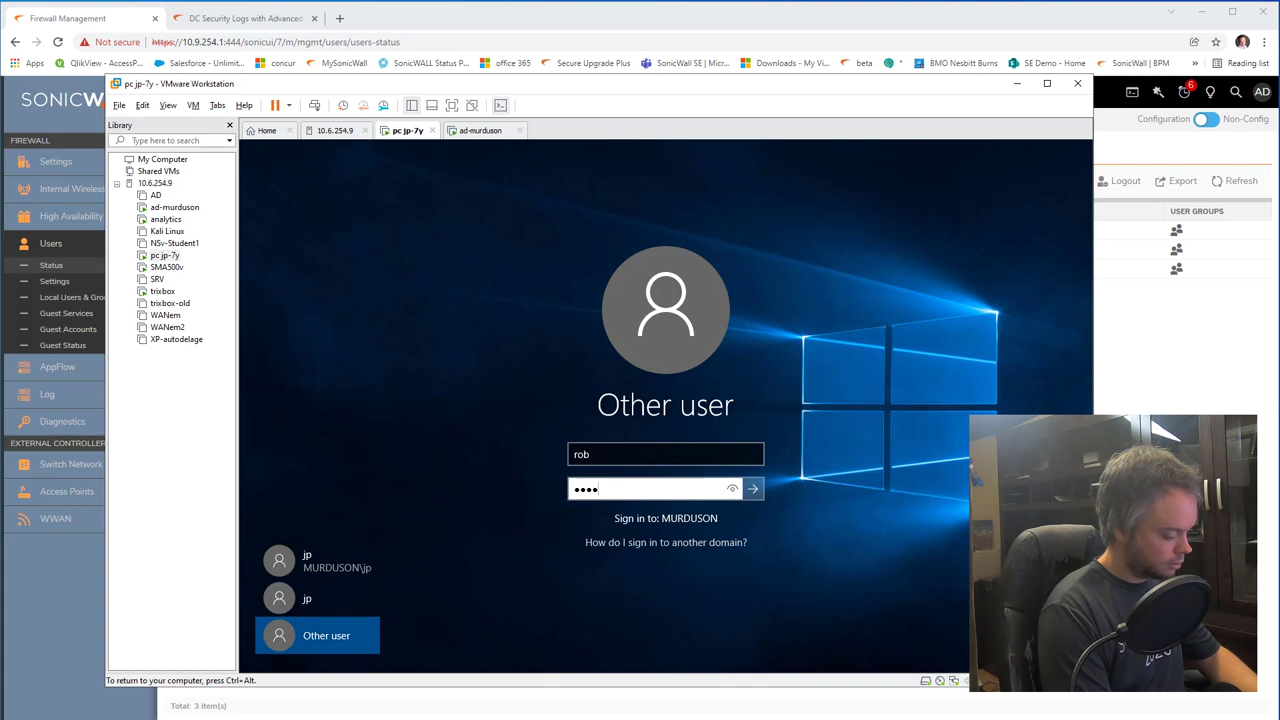 Firewall Management
DC Security Logs with Advanced
Not secure
https://10.9.254.1:444/sonicui/7/m/mgmt/users/users-status
Apps
QlikView - AccessP...
Salesforce - Unlimit...
concur
MySonicWall
SonicWALL Status P...
office 365
Secure Upgrade Plus
Microsoft Teams
Downloads - My Vi...
beta
BMO Nesbitt Burns
SE Demo - Home
SonicWall | BPM
Reading list
pc jp-7y - VMware Workstation
SONICW
6
AD
File
Edit
View
VM
Tabs
Help
Configuration
Non-Config
Library
Home
10.6.254.9
pc jp-7y
ad-murduson
Type here to search
FIREWALL
Settings
Internal Wireless
High Availability
Users
Status
Settings
Local Users & Gro
Guest Services
Guest Accounts
Guest Status
AppFlow
Log
Diagnostics
EXTERNAL CONTROLLER
Switch Network
Access Points
WWAN
My Computer
Shared VMs
10.6.254.9
AD
ad-murduson
analytics
Kali Linux
NSv-Student1
pc jp-7y
SMA500v
SRV
trixbox
trixbox-old
WANem
WANem2
XP-autodelage
Logout
Export
Refresh
USER GROUPS
Other user
rob
Sign in to: MURDUSON
How do I sign in to another domain?
jp
MURDUSON\jp
jp
Other user
To return to your computer, press Ctrl+Alt.
Total: 3 item(s)